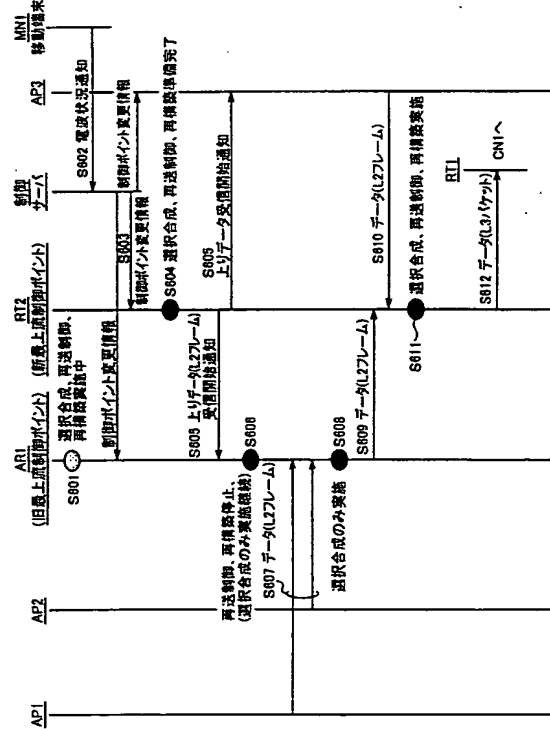 AP1
AP2
AR1
(旧最上流制御ポイント)
RT2
(新最上流制御ポイント)
制御
サーバ
AP3
MN1
移動端末
S601
選択合成、再送制御、
再構築実施中
S602 電波状況通知
制御ポイント変更情報
S603
制御ポイント変更情報
制御ポイント変更情報
S604 選択合成、再送制御、再構築準備完了
S605 上りデータ(L2フレーム)
受信開始通知
S605
上りデータ受信開始通知
再送制御、再構築停止、
(選択合成のみ実施継続)
S606
S607 データ(L2フレーム)
選択合成のみ実施
S608
S609 データ(L2フレーム)
S610 データ(L2フレーム)
S611
選択合成、再送制御、再構築実施
RT1
S612 データ(L3パケット)
CN1へ